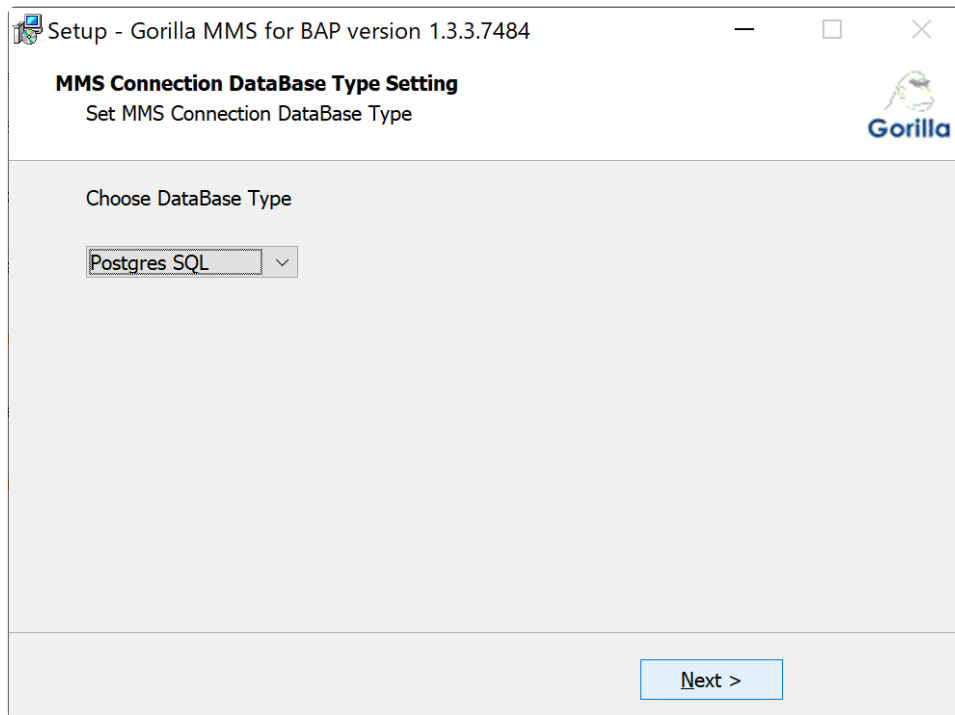 Setup - Gorilla MMS for BAP version 1.3.3.7484
MMS Connection DataBase Type Setting
Set MMS Connection DataBase Type
Gorilla
Choose DataBase Type
Postgres SQL
Next >